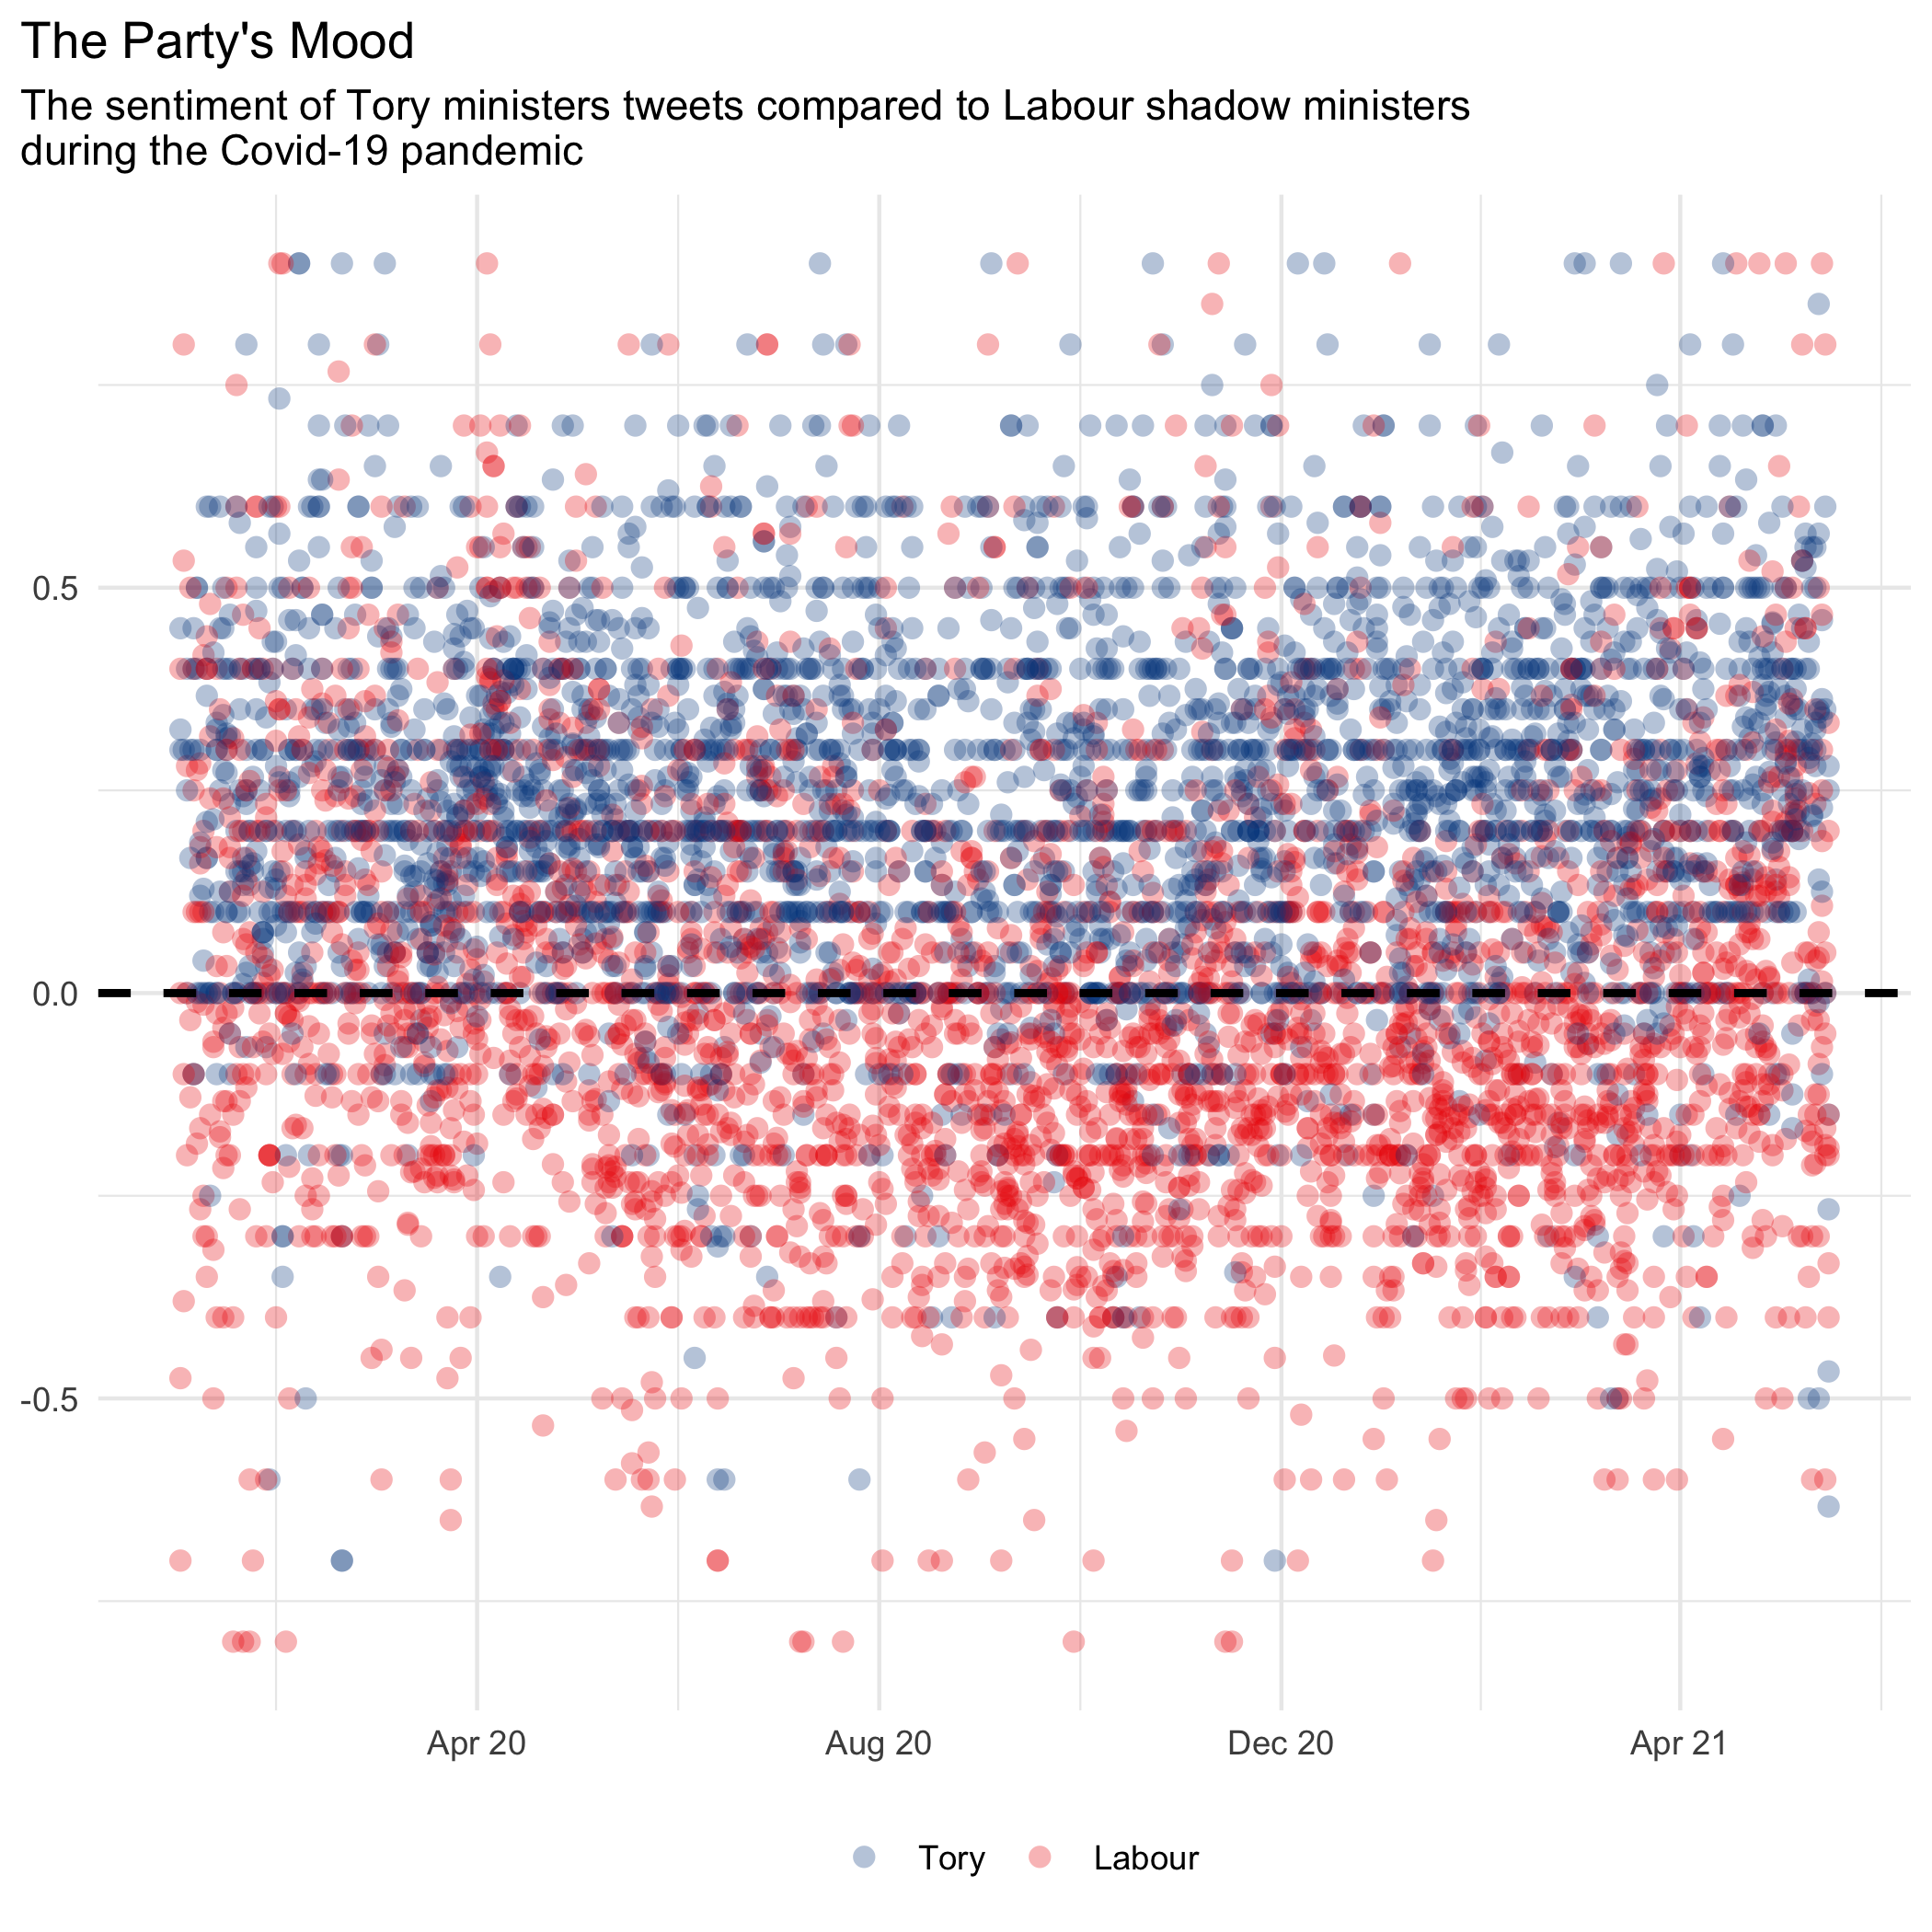 The Party's Mood
The sentiment of Tory ministers tweets compared to Labour shadow ministers
during the Covid-19 pandemic
0.5
0.0
-0.5
Apr 20
Aug 20
Dec 20
Apr 21
Tory
Labour